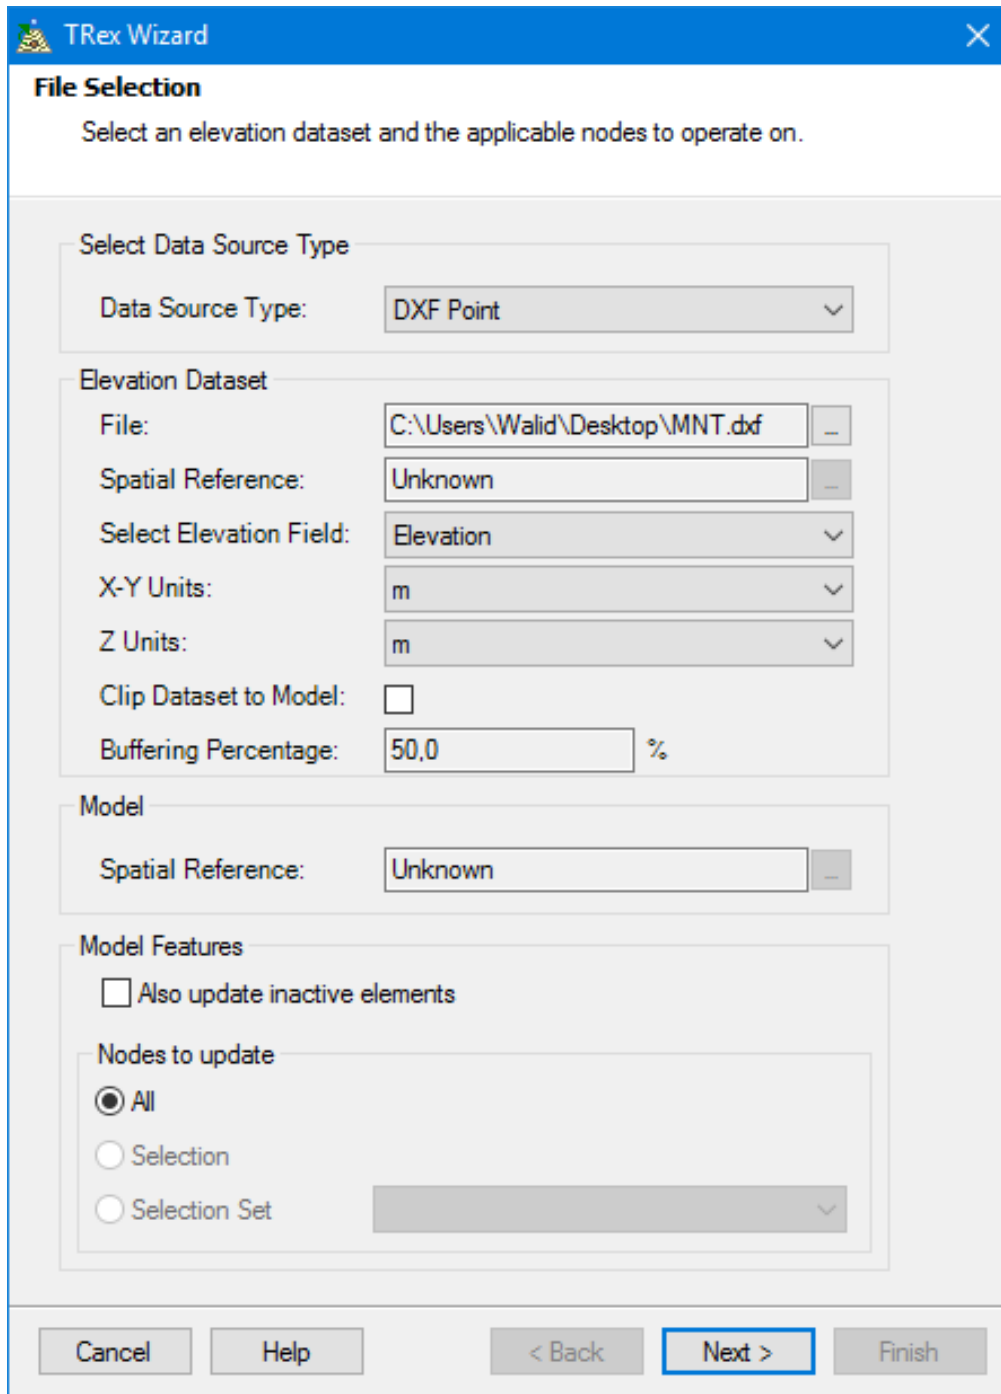 TRex Wizard
File Selection
Select an elevation dataset and the applicable nodes to operate on.
Select Data Source Type
Data Source Type: DXF Point
Elevation Dataset
File: C:\Users\Walid\Desktop\MNT.dxf ...
Spatial Reference: Unknown ...
Select Elevation Field: Elevation
X-Y Units: m
Z Units: m
Clip Dataset to Model:
Buffering Percentage: 50,0 %
Model
Spatial Reference: Unknown ...
Model Features
Also update inactive elements
Nodes to update
All
Selection
Selection Set
Cancel Help < Back Next > Finish